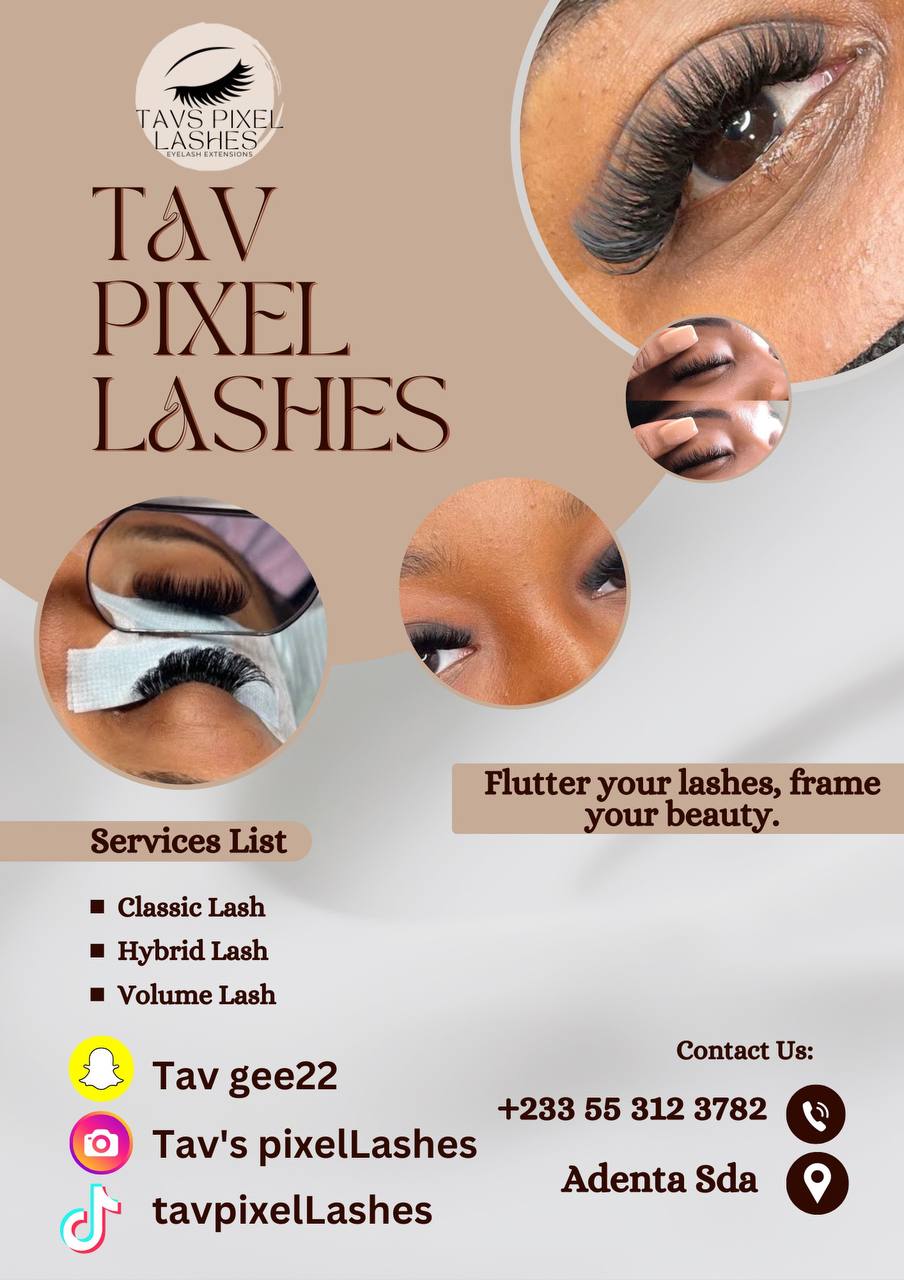 TAVS PIXEL
LASHES
EYELASH EXTENSIONS
TAV
PIXEL
LASHES
Flutter your lashes, frame
your beauty.
Services List
Classic Lash
Hybrid Lash
Volume Lash
Tav gee22
Tav's pixelLashes
tavpixelLashes
Contact Us:
+233 55 312 3782
Adenta Sda